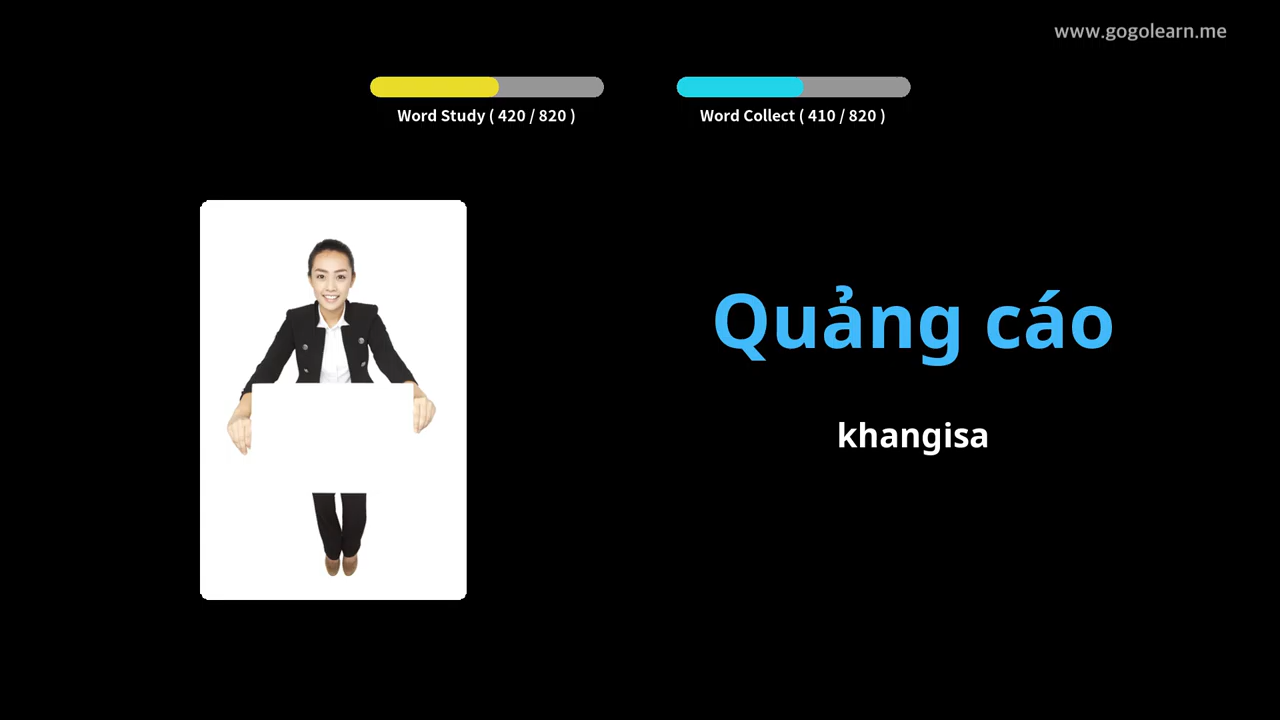 www.gogolearn.me
Word Study ( 420 / 820 )
Word Collect ( 410 / 820 )
Quảng cáo
khangisa